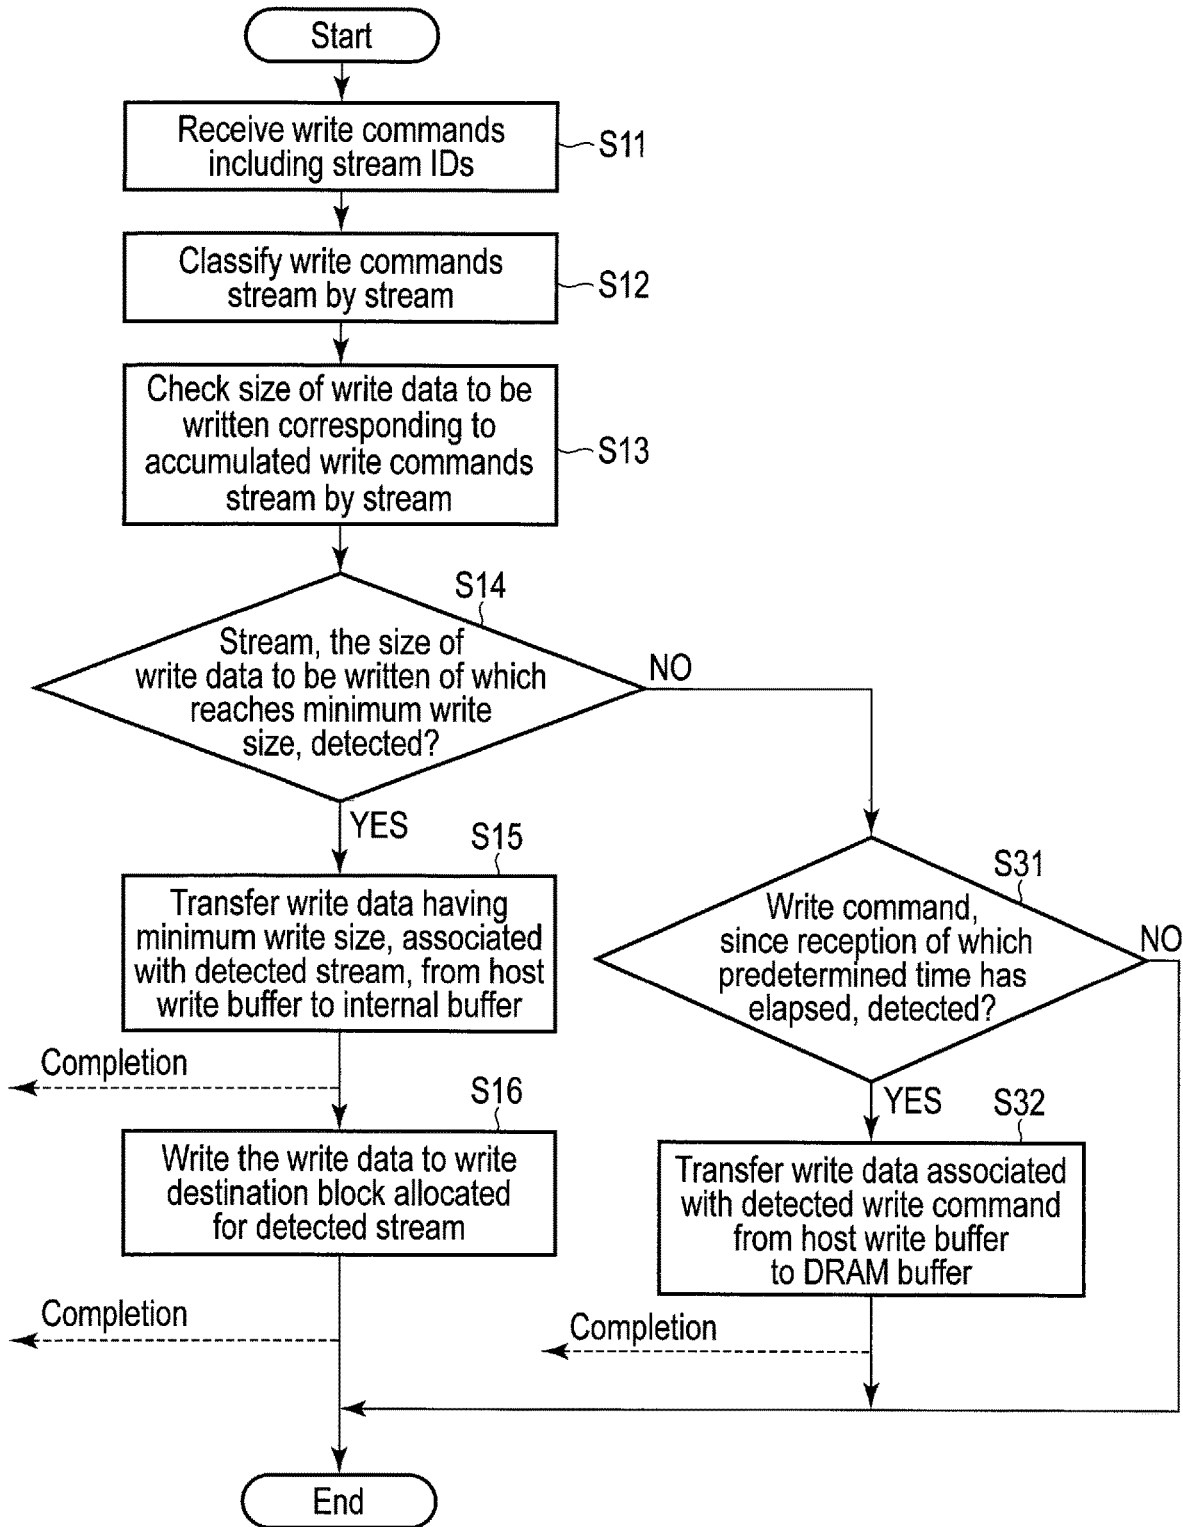 Start
Receive write commands
including stream IDs
S11
Classify write commands
stream by stream
S12
Check size of write data to be
written corresponding to
accumulated write commands
stream by stream
S13
S14
Stream, the size of
write data to be written of which
reaches minimum write
size, detected?
NO
YES
S15
Transfer write data having
minimum write size, associated
with detected stream, from host
write buffer to internal buffer
Completion
S16
Write the write data to write
destination block allocated
for detected stream
Completion
S31
Write command,
since reception of which
predetermined time has
elapsed, detected?
NO
YES
S32
Transfer write data associated
with detected write command
from host write buffer
to DRAM buffer
Completion
End